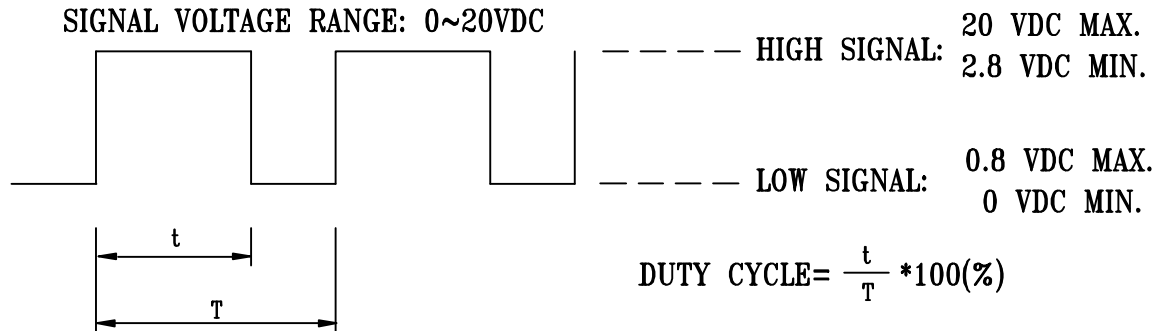 SIGNAL VOLTAGE RANGE: 0~20VDC
HIGH SIGNAL: 20 VDC MAX.
2.8 VDC MIN.
LOW SIGNAL: 0.8 VDC MAX.
0 VDC MIN.
t
T
DUTY CYCLE= t/T *100(%)